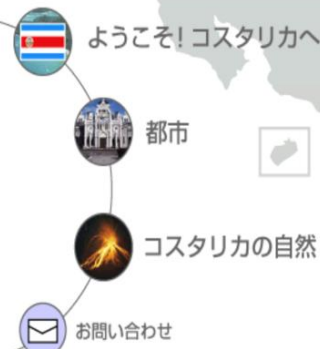 ようこそ！コスタリカへ
都市
コスタリカの自然
お問い合わせ